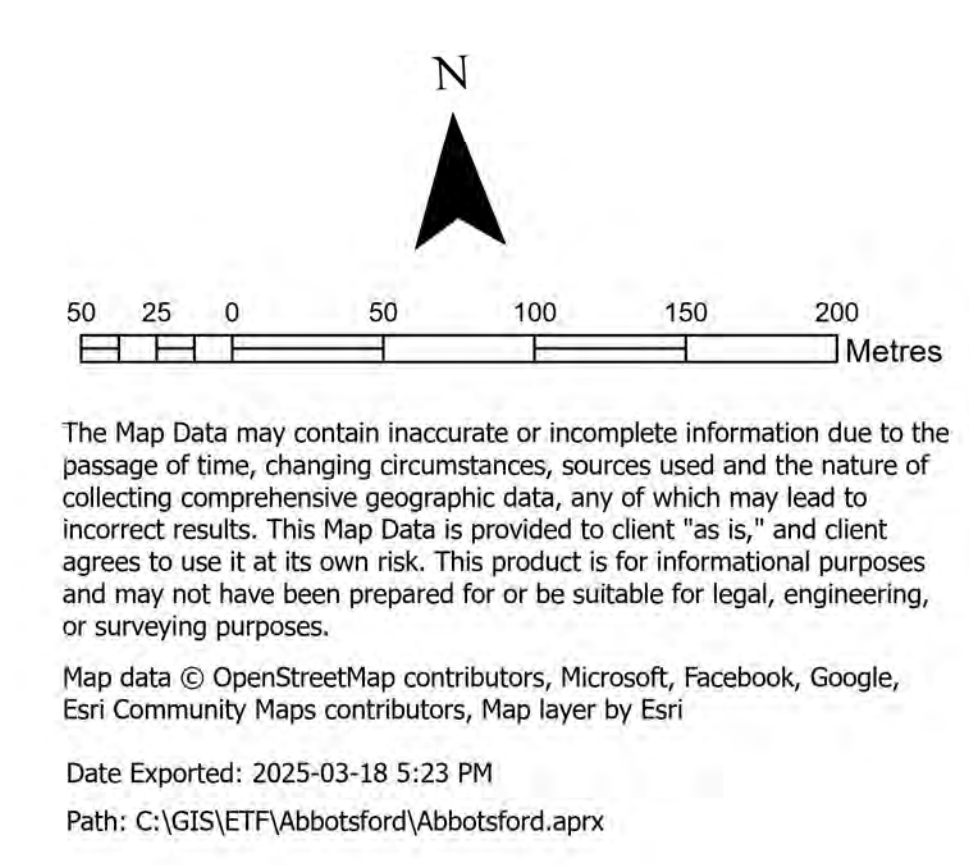 N
50 25 0 50 100 150 200
Metres
The Map Data may contain inaccurate or incomplete information due to the
passage of time, changing circumstances, sources used and the nature of
collecting comprehensive geographic data, any of which may lead to
incorrect results. This Map Data is provided to client "as is," and client
agrees to use it at its own risk. This product is for informational purposes
and may not have been prepared for or be suitable for legal, engineering,
or surveying purposes.
Map data © OpenStreetMap contributors, Microsoft, Facebook, Google,
Esri Community Maps contributors, Map layer by Esri
Date Exported: 2025-03-18 5:23 PM
Path: C:\GIS\ETF\Abbotsford\Abbotsford.aprx